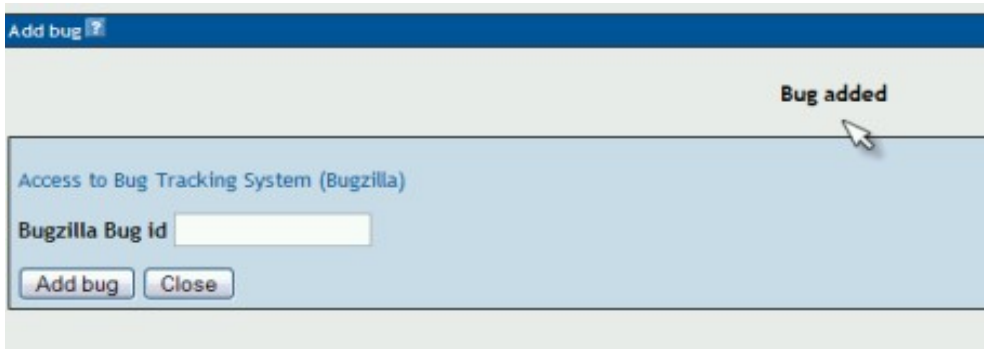 Add bug ?
Bug added
Access to Bug Tracking System (Bugzilla)
Bugzilla Bug id
Add bug Close